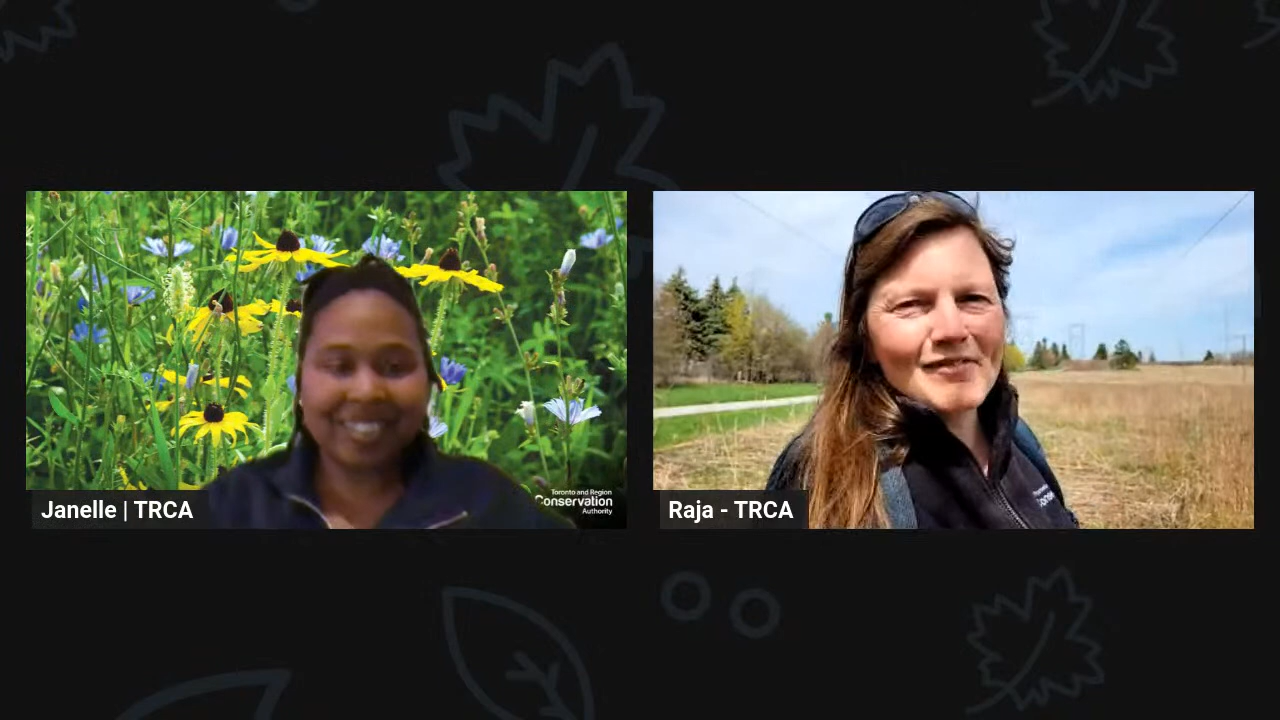 Toronto and Region
Conservation
Authority
Janelle | TRCA
Raja - TRCA